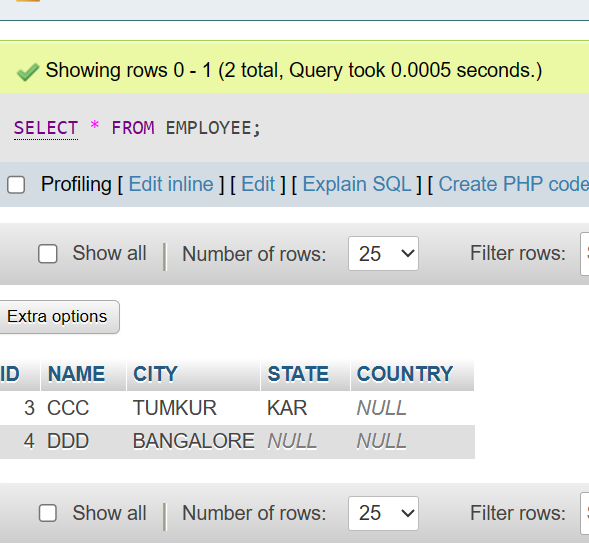 Showing rows 0 - 1 (2 total, Query took 0.0005 seconds.)
SELECT * FROM EMPLOYEE;
Profiling [ Edit inline ] [ Edit ] [ Explain SQL ] [ Create PHP code
Show all | Number of rows: 25 Filter rows:
Extra options
ID NAME CITY STATE COUNTRY
3 CCC TUMKUR KAR NULL
4 DDD BANGALORE NULL NULL
Show all | Number of rows: 25 Filter rows: